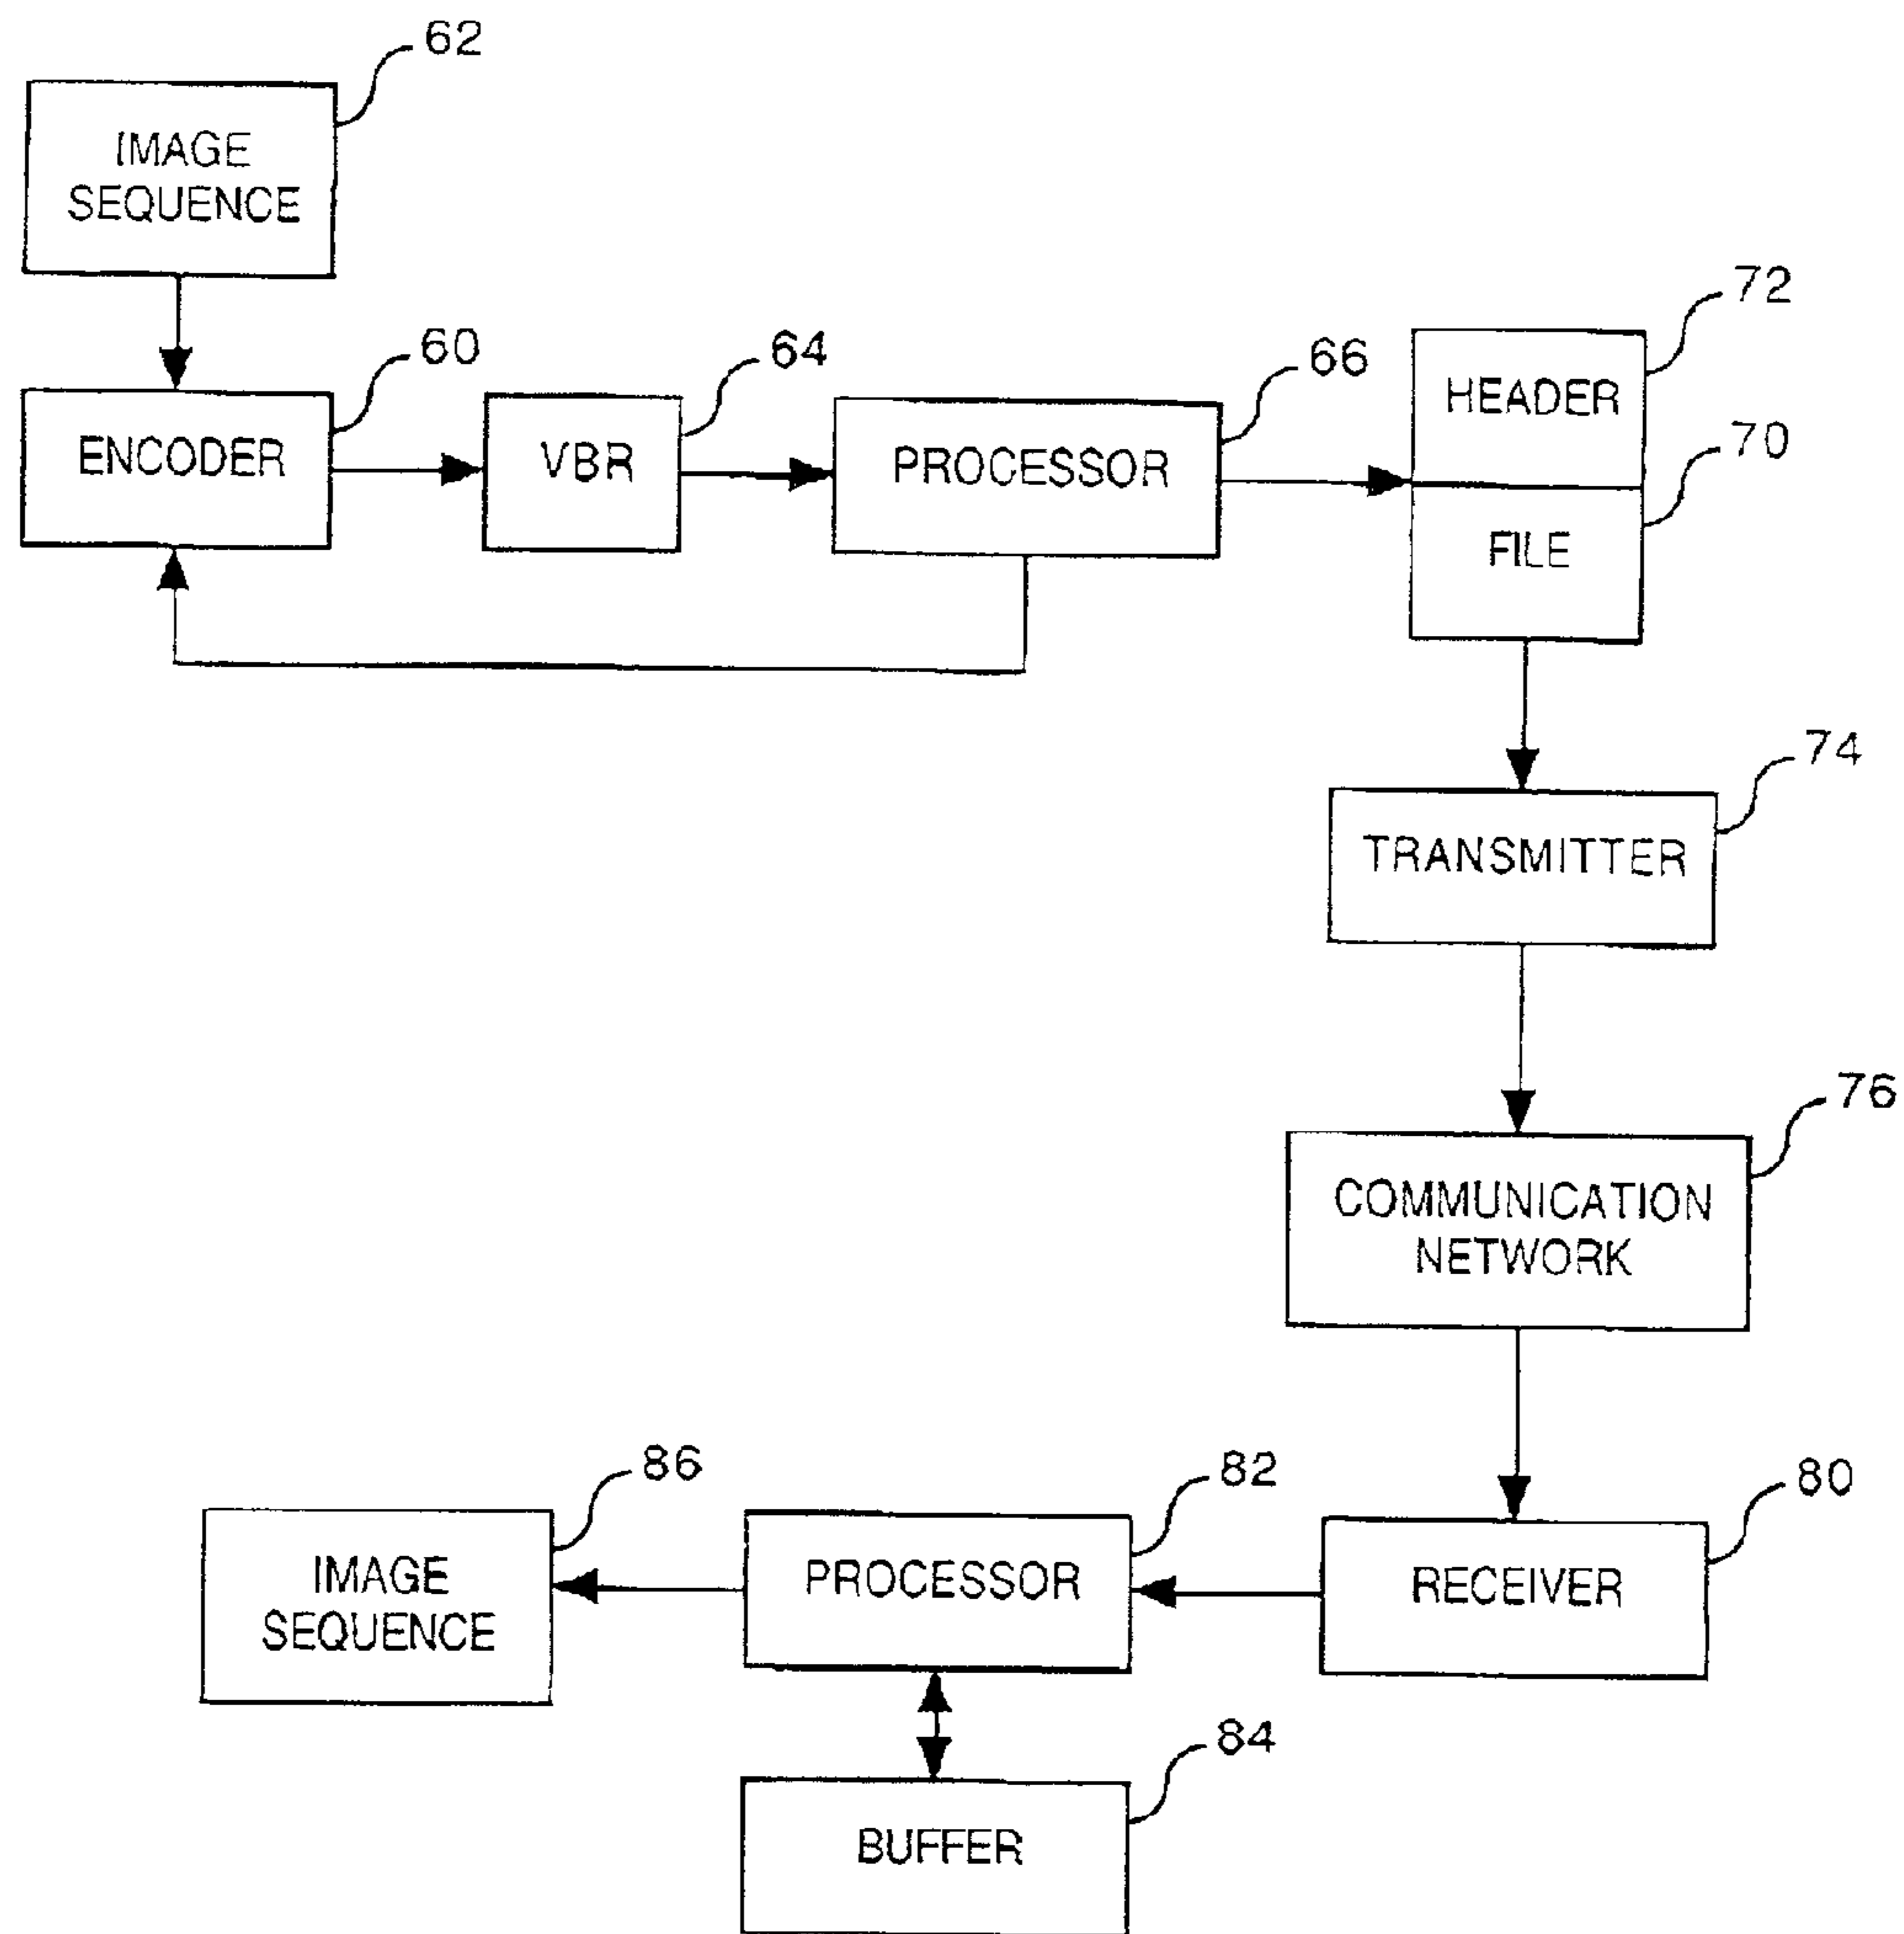 62
IMAGE
SEQUENCE
60
ENCODER
64
VBR
66
PROCESSOR
72
HEADER
70
FILE
74
TRANSMITTER
76
COMMUNICATION
NETWORK
80
RECEIVER
82
PROCESSOR
86
IMAGE
SEQUENCE
84
BUFFER